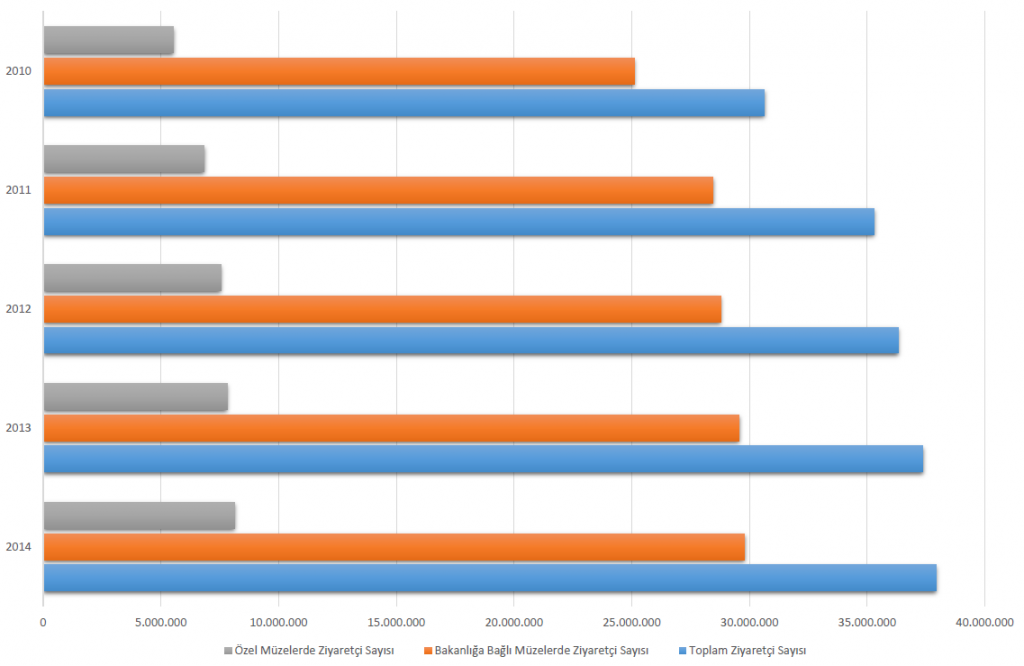 2010
2011
2012
2013
2014
0 5.000.000 10.000.000 15.000.000 20.000.000 25.000.000 30.000.000 35.000.000 40.000.000
Özel Müzelerde Ziyaretçi Sayısı Bakanlığa Bağlı Müzelerde Ziyaretçi Sayısı Toplam Ziyaretçi Sayısı